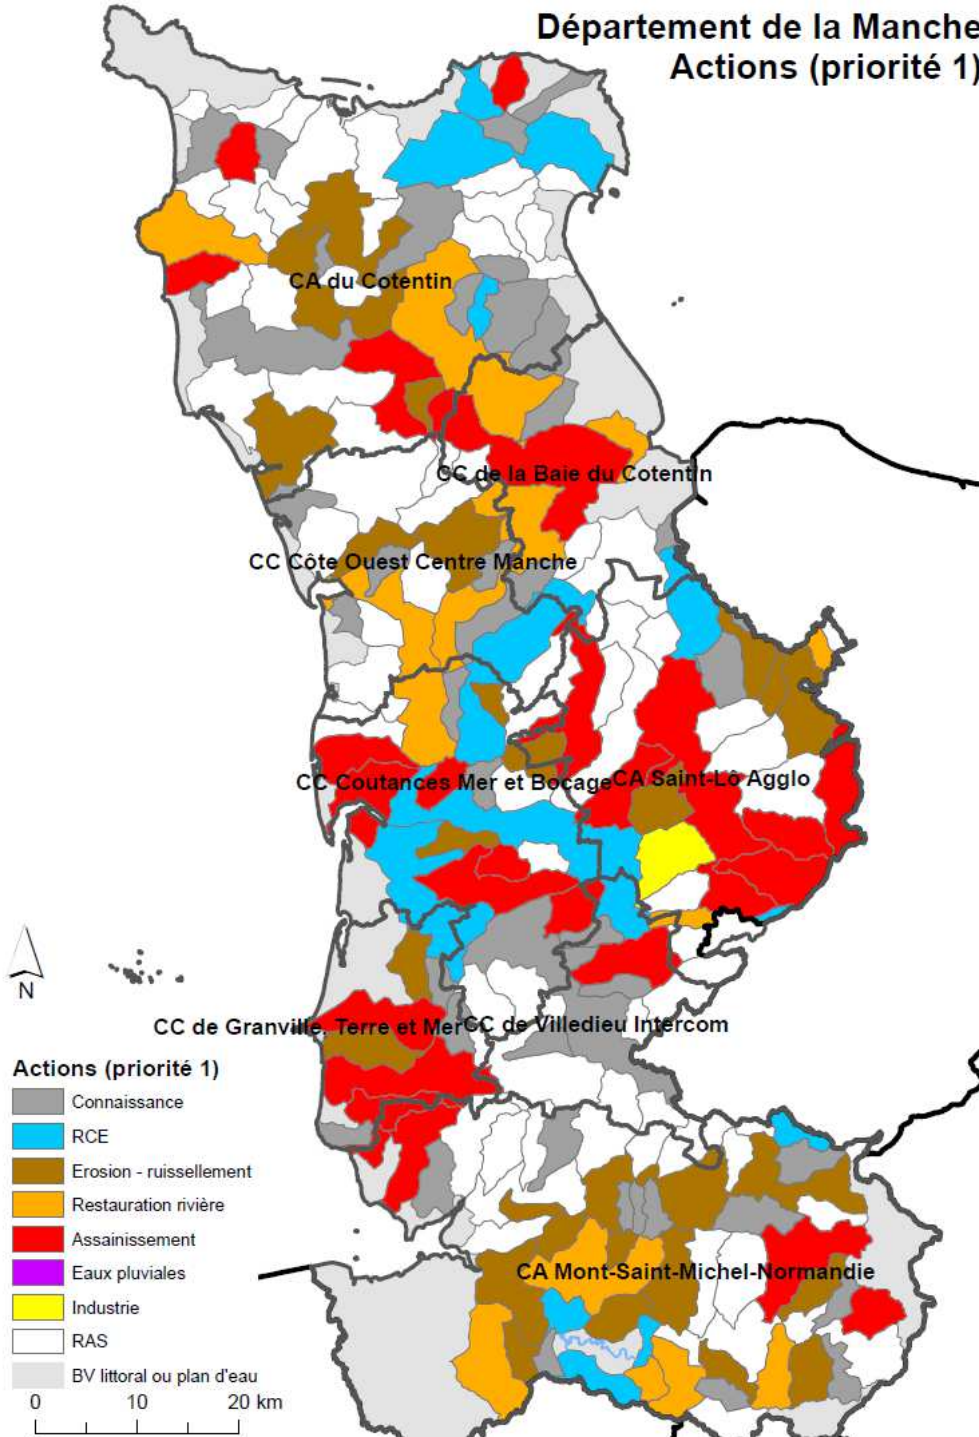 Département de la Manche
Actions (priorité 1)
CA du Cotentin
CC de la Baie du Cotentin
CC Côte Ouest Centre Manche
CC Coutances Mer et Bocage
CA Saint-Lô Agglo
CC de Granville, Terre et Mer
CC de Villedieu Intercom
CA Mont-Saint-Michel-Normandie
N
Actions (priorité 1)
Connaissance
RCE
Erosion - ruissellement
Restauration rivière
Assainissement
Eaux pluviales
Industrie
RAS
BV littoral ou plan d'eau
0 10 20 km